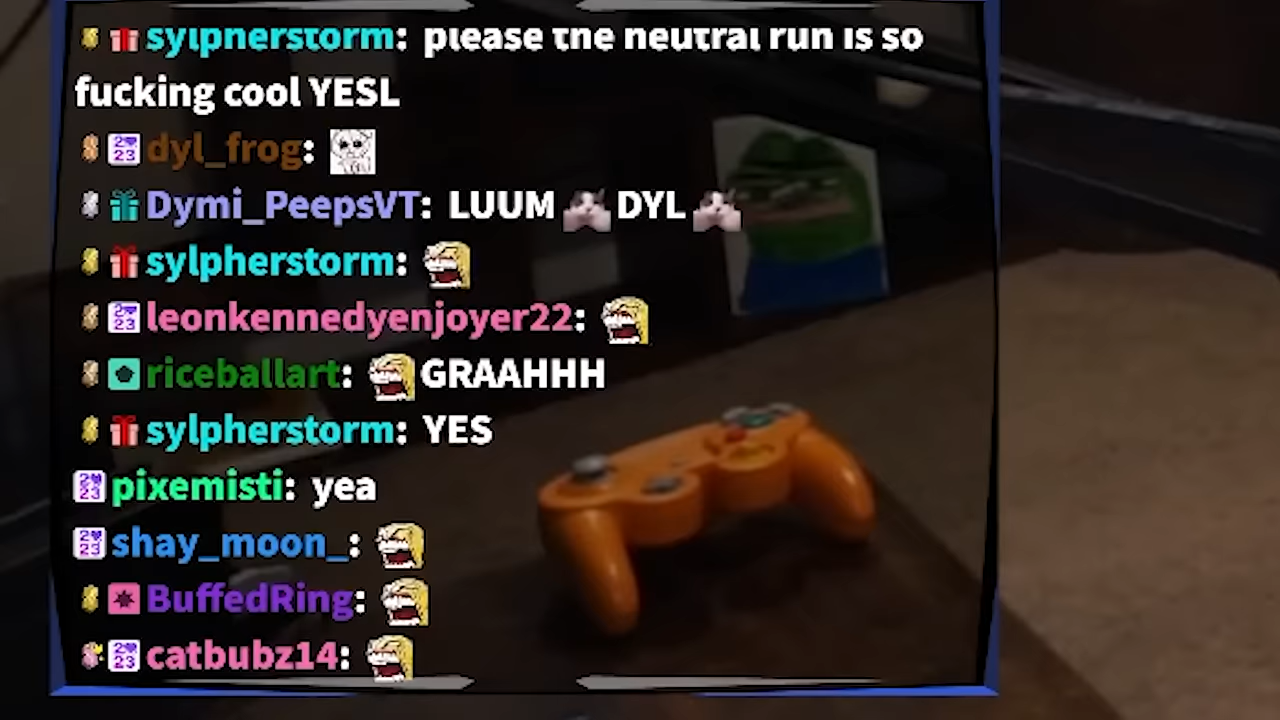 sylpherstorm: please the neutral run is so
fucking cool YESL
dyl_frog:
Dymi_PeepsVT: LUUM DYL
sylpherstorm:
leonkennedyenjoyer22:
riceballart: GRAAHHH
sylpherstorm: YES
pixemisti: yea
shay_moon_:
BuffedRing:
catbubz14: